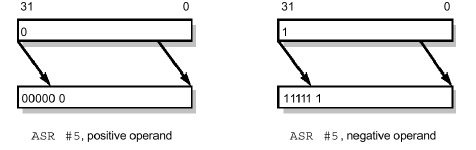 31 0 31 0
0 1
00000 0 11111 1
ASR #5, positive operand ASR #5, negative operand